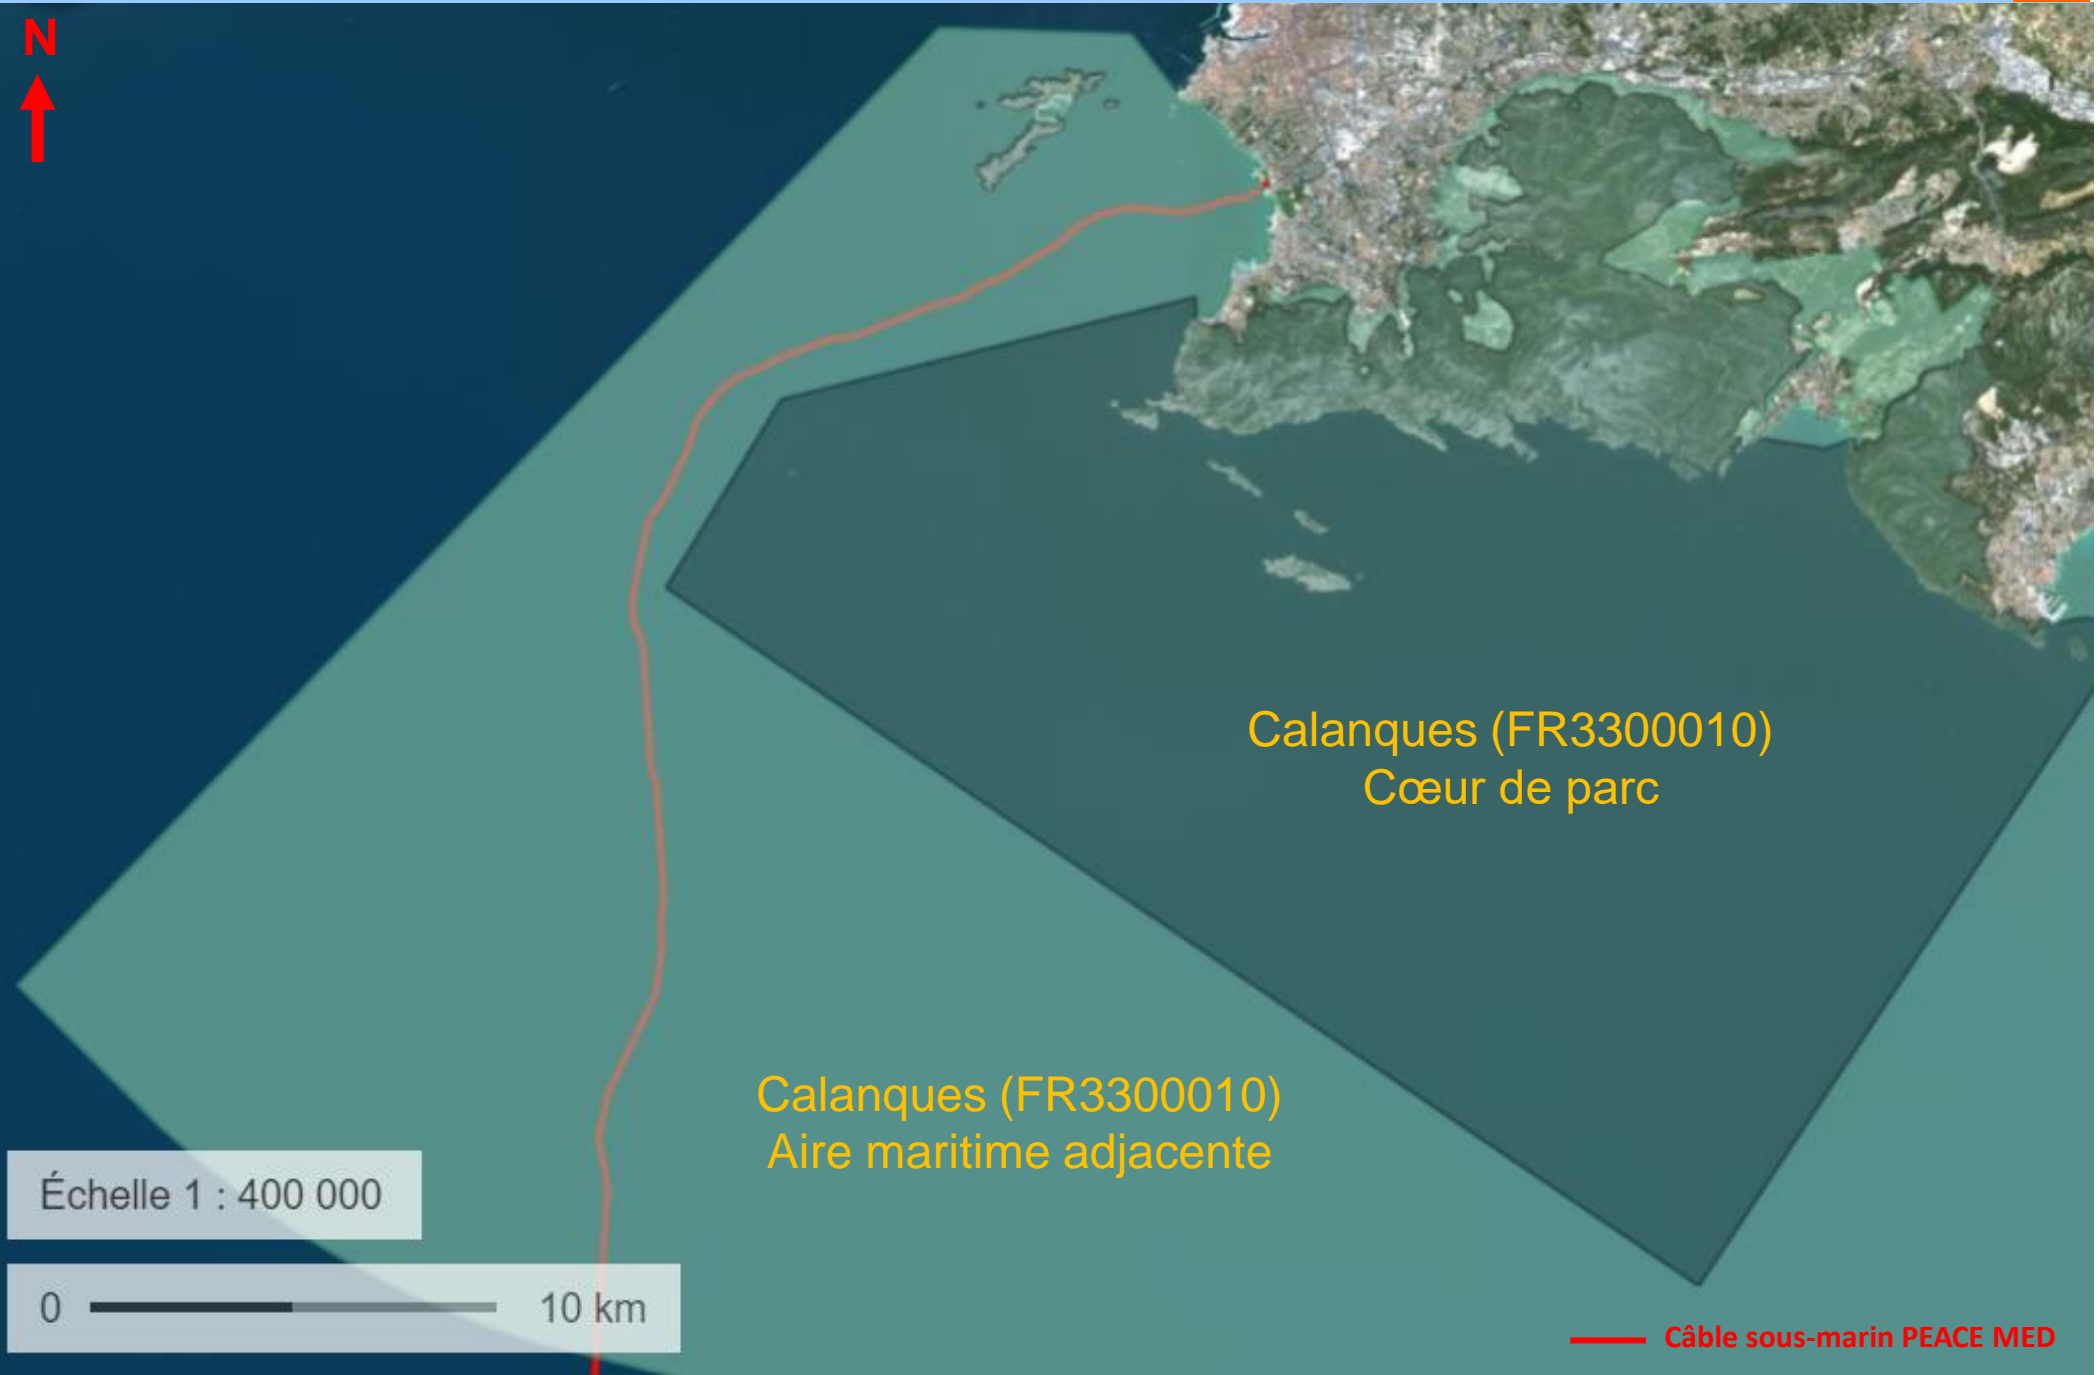 N
Calanques (FR3300010)
Cœur de parc
Calanques (FR3300010)
Aire maritime adjacente
Échelle 1 : 400 000
0 10 km
Câble sous-marin PEACE MED